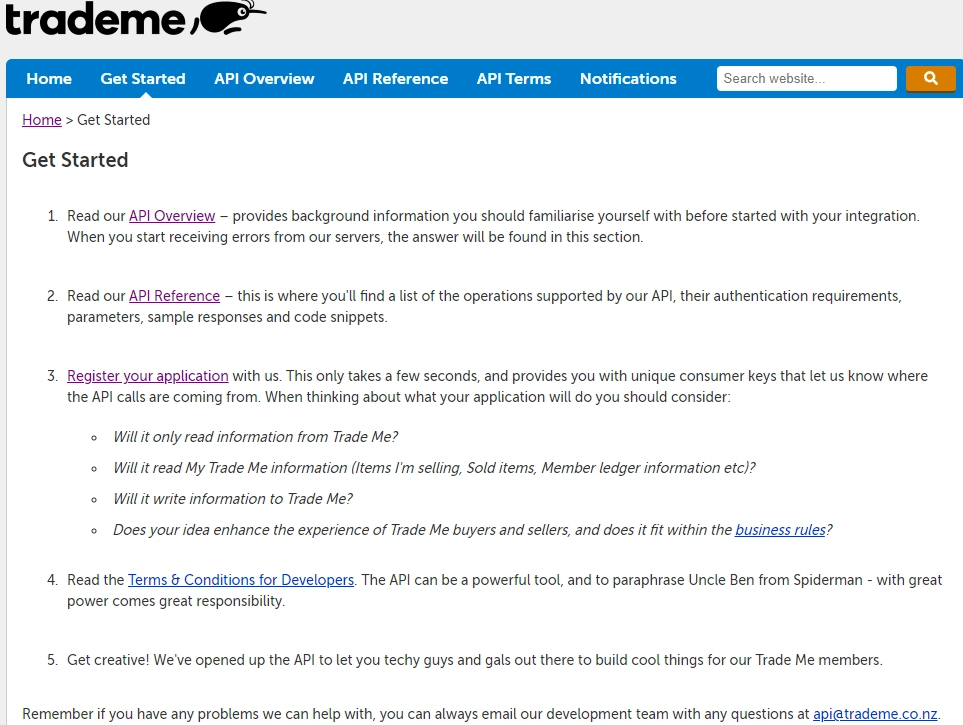 trademe
Home Get Started API Overview API Reference API Terms Notifications Search website...
Home > Get Started
Get Started
1. Read our API Overview – provides background information you should familiarise yourself with before started with your integration.
When you start receiving errors from our servers, the answer will be found in this section.
2. Read our API Reference – this is where you'll find a list of the operations supported by our API, their authentication requirements,
parameters, sample responses and code snippets.
3. Register your application with us. This only takes a few seconds, and provides you with unique consumer keys that let us know where
the API calls are coming from. When thinking about what your application will do you should consider:
Will it only read information from Trade Me?
Will it read My Trade Me information (Items I'm selling, Sold items, Member ledger information etc)?
Will it write information to Trade Me?
Does your idea enhance the experience of Trade Me buyers and sellers, and does it fit within the business rules?
4. Read the Terms & Conditions for Developers. The API can be a powerful tool, and to paraphrase Uncle Ben from Spiderman - with great
power comes great responsibility.
5. Get creative! We've opened up the API to let you techy guys and gals out there to build cool things for our Trade Me members.
Remember if you have any problems we can help with, you can always email our development team with any questions at api@trademe.co.nz.